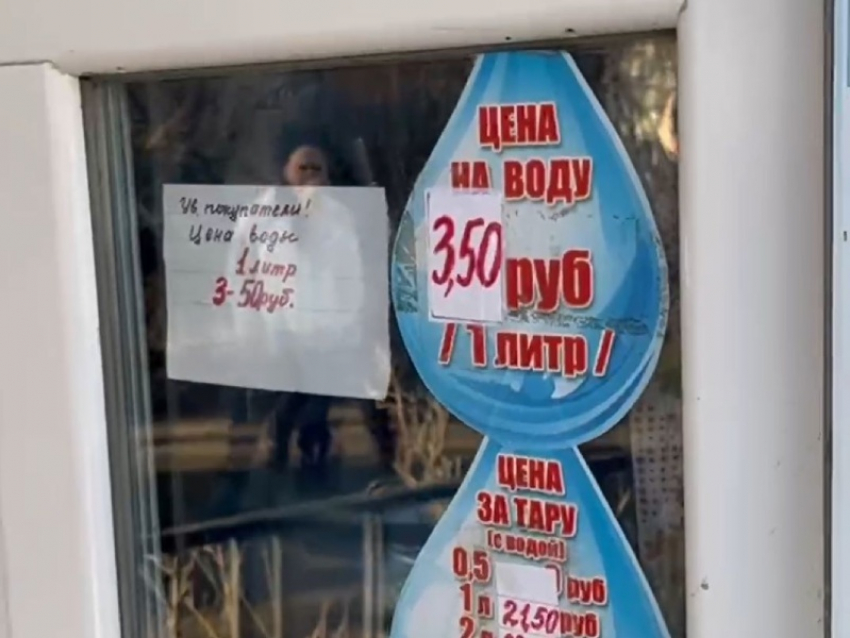 Ув. покупатели!
Цена воды
1 литр
3-50руб.
ЦЕНА
НА ВОДУ
3,50 руб
/ 1 литр /
ЦЕНА
ЗА ТАРУ
(с водой)
0,5 руб
1 л 21,50 руб
2 л